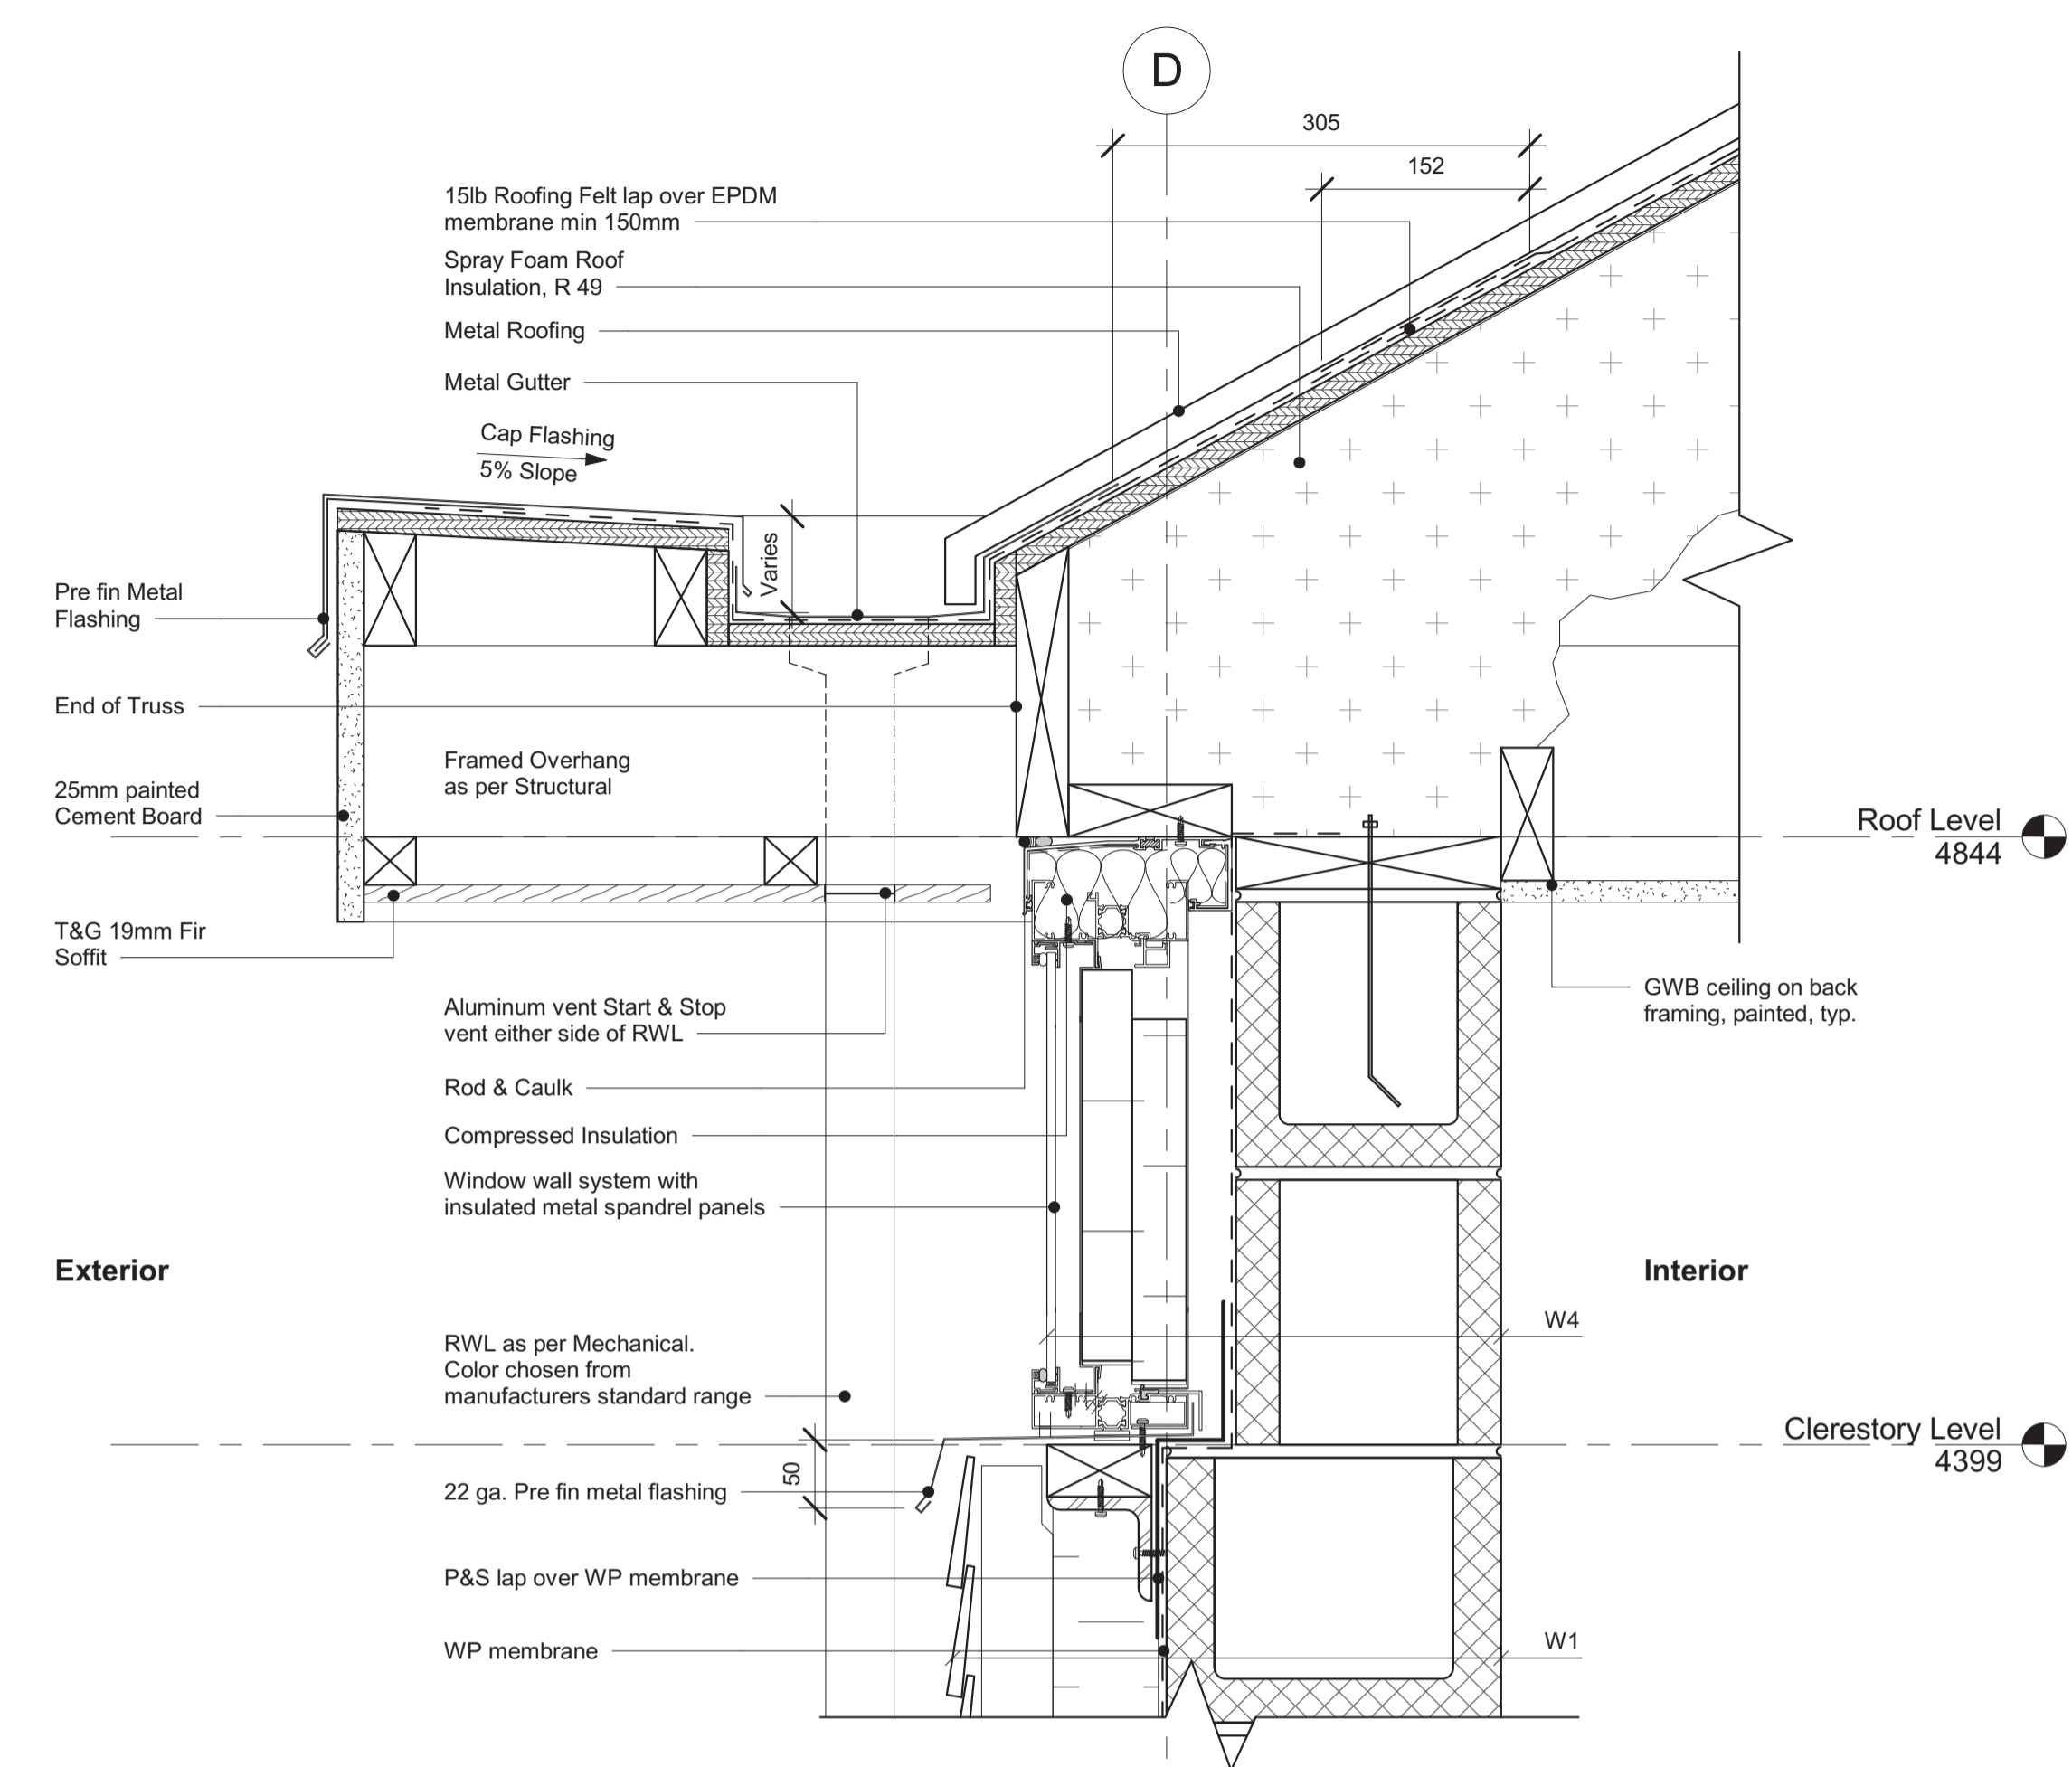 D
305
152
15lb Roofing Felt lap over EPDM
membrane min 150mm
Spray Foam Roof
Insulation, R 49
Metal Roofing
Metal Gutter
Cap Flashing
5% Slope
Varies
Pre fin Metal
Flashing
End of Truss
Framed Overhang
as per Structural
25mm painted
Cement Board
Roof Level
4844
T&G 19mm Fir
Soffit
GWB ceiling on back
framing, painted, typ.
Aluminum vent Start & Stop
vent either side of RWL
Rod & Caulk
Compressed Insulation
Window wall system with
insulated metal spandrel panels
Exterior
Interior
W4
RWL as per Mechanical.
Color chosen from
manufacturers standard range
Clerestory Level
4399
50
22 ga. Pre fin metal flashing
P&S lap over WP membrane
WP membrane
W1